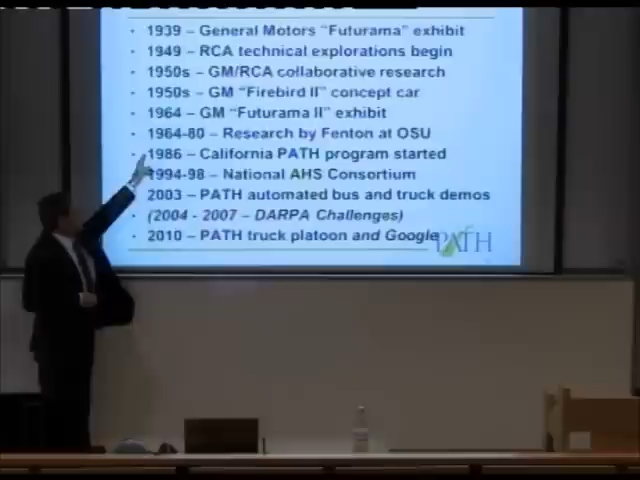 · 1939 – General Motors "Futurama" exhibit
· 1949 – RCA technical explorations begin
· 1950s – GM/RCA collaborative research
· 1950s – GM "Firebird II" concept car
· 1964 – GM "Futurama II" exhibit
· 1964-80 – Research by Fenton at OSU
· 1986 – California PATH program started
1994-98 – National AHS Consortium
· 2003 – PATH automated bus and truck demos
· (2004 - 2007 – DARPA Challenges)
· 2010 – PATH truck platoon and Google
PATH